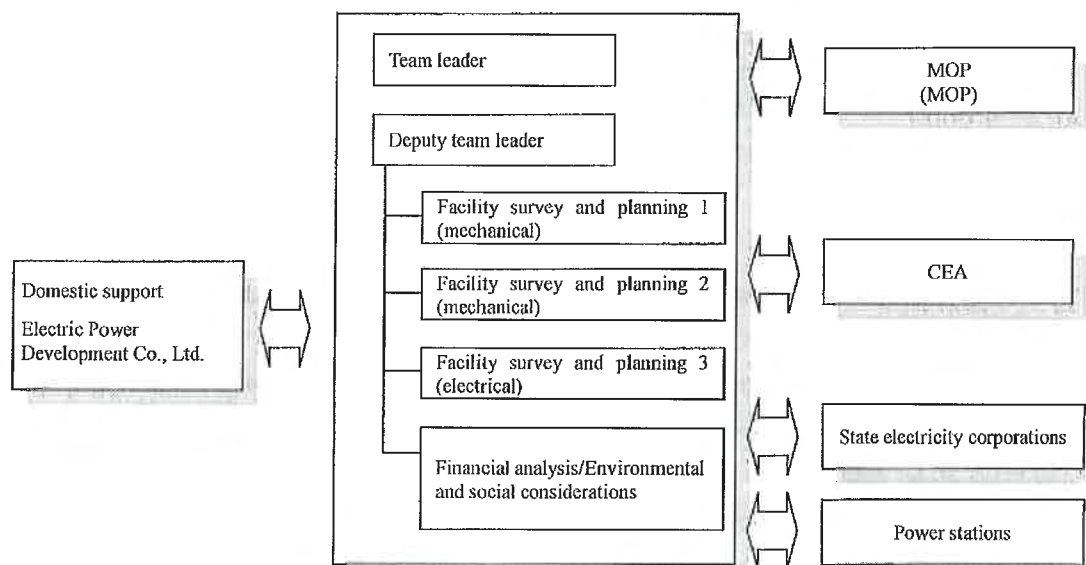 Team leader
Deputy team leader
Facility survey and planning 1
(mechanical)
Facility survey and planning 2
(mechanical)
Facility survey and planning 3
(electrical)
Financial analysis/Environmental
and social considerations
Domestic support
Electric Power
Development Co., Ltd.
MOP
(MOP)
CEA
State electricity corporations
Power stations